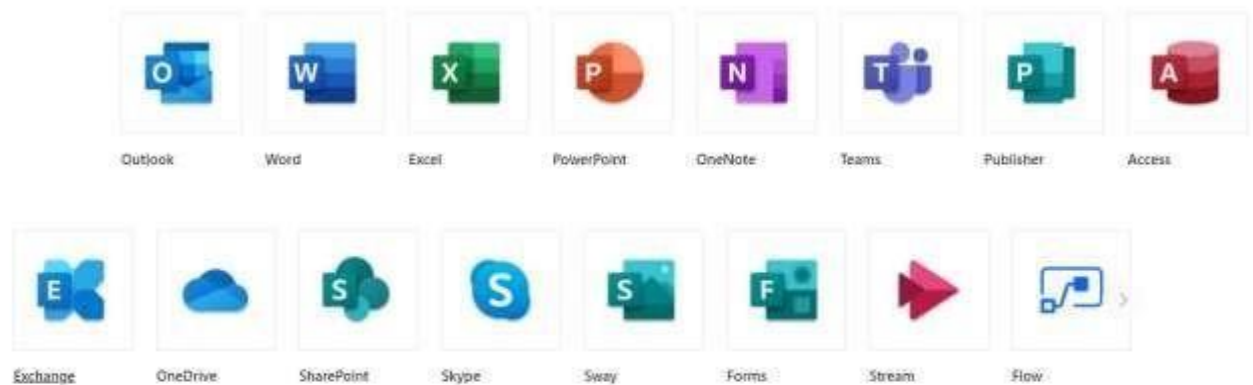 O W X P N T P A
Outlook Word Excel PowerPoint OneNote Teams Publisher Access
E S S S F
Exchange OneDrive SharePoint Skype Sway Forms Stream Flow